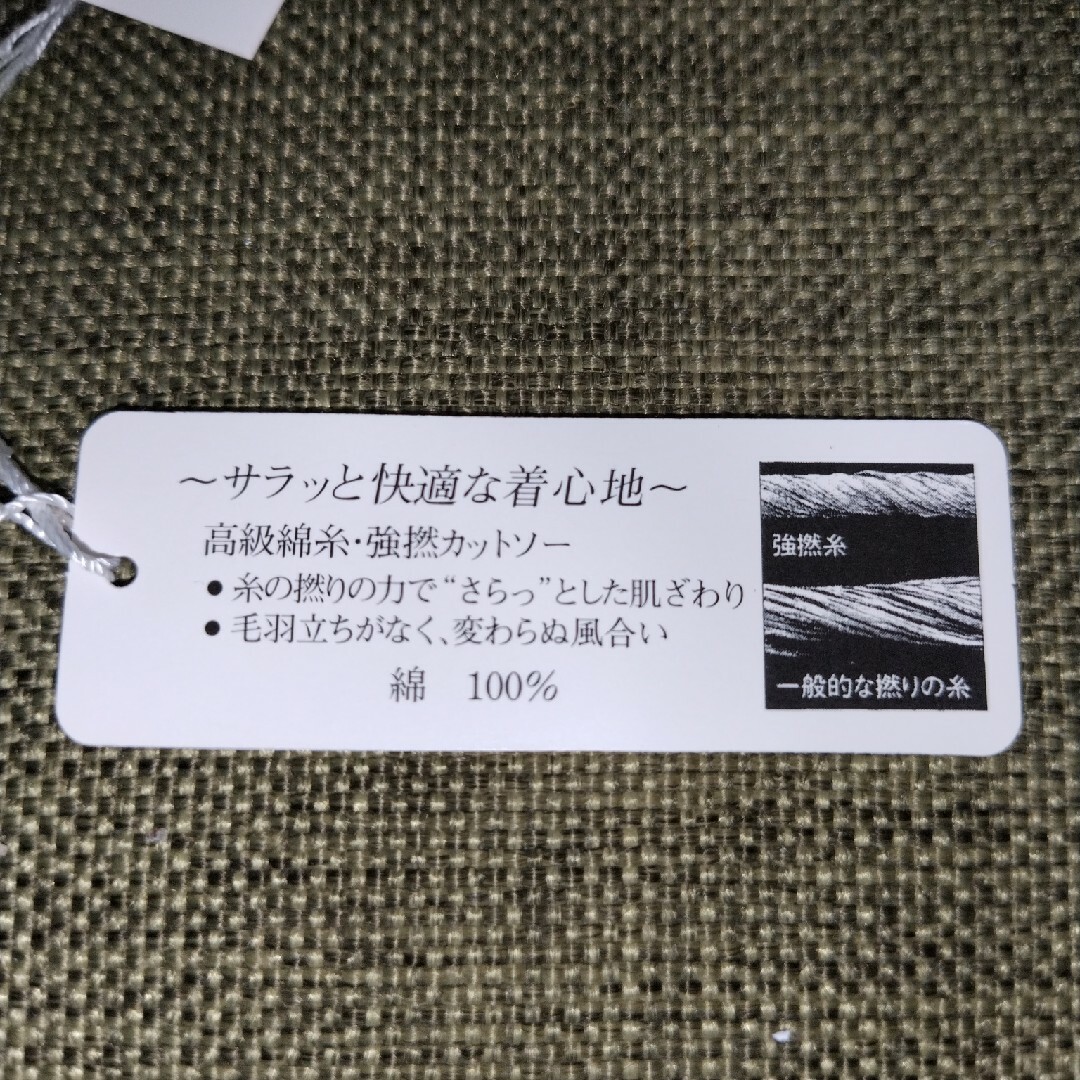 ～サラッと快適な着心地～
高級綿糸・強撚カットソー
● 糸の撚りの力で“さらっ”とした肌ざわり
● 毛羽立ちがなく、変わらぬ風合い
綿　100%
強撚糸
一般的な撚りの糸